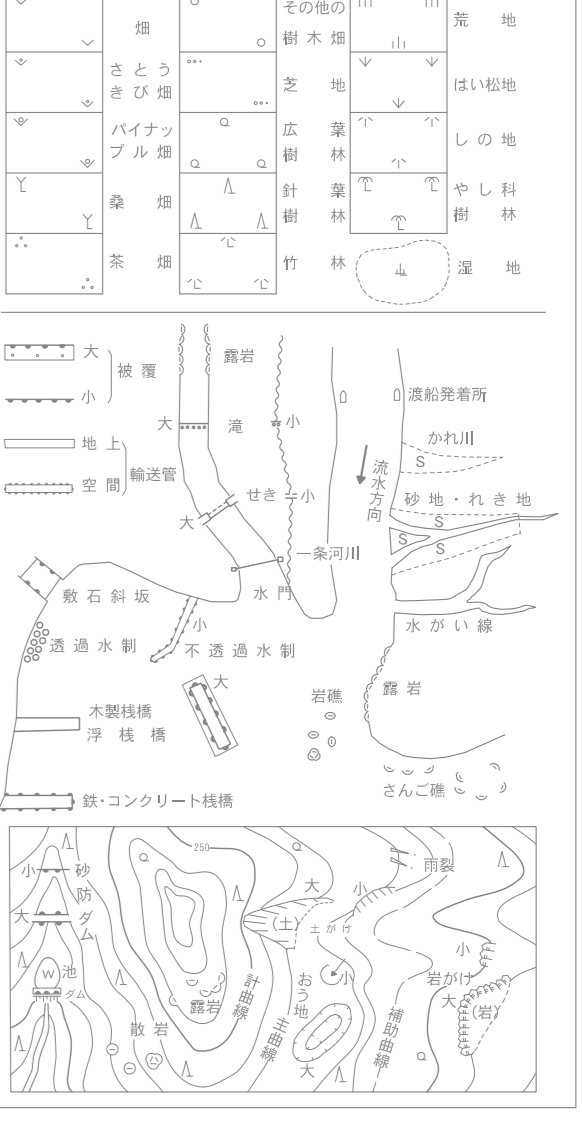 畑
その他の
樹木畑
荒地
さとう
きび畑
芝地
はい松地
パイナッ
プル畑
広葉
樹林
しの地
桑畑
針葉
樹林
やし科
樹林
茶畑
竹林
湿地
大
小
被覆
地上
空間
輸送管
露岩
大
滝
小
せき
小
大
水門
一条河川
渡船発着所
かれ川
S
流水方向
砂地・れき地
S
S
S
水がい線
敷石斜坂
透過水制
小
不透過水制
大
岩礁
露岩
木製桟橋
浮桟橋
さんご礁
鉄・コンクリート桟橋
小
砂防ダム
大
W
池
ダム
250
露岩
散岩
計曲線
主曲線
大
(土)
土がけ
小
雨裂
おう地
小
大
補助曲線
小
岩がけ
大
(岩)